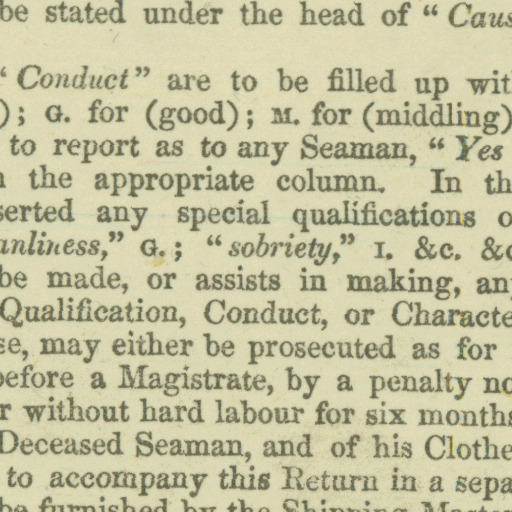 be stated under the head of "Caus
"Conduct" are to be filled up wit
); G. for (good); M. for (middling)
to report as to any Seaman, "Yes
the appropriate column. In th
serted any special qualifications o
anliness," G.; "sobriety," I. &c. &c
be made, or assists in making, any
Qualification, Conduct, or Characte
se, may either be prosecuted as for
before a Magistrate, by a penalty no
r without hard labour for six months
Deceased Seaman, and of his Clothe
to accompany this Return in a sepa
be furnished by the Shipping Master